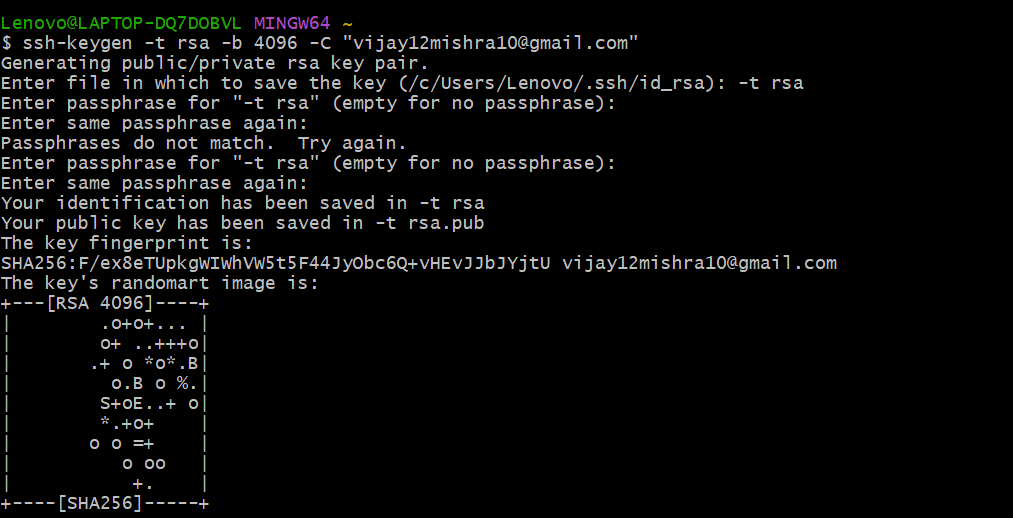 Lenovo@LAPTOP-DQ7DOBVL MINGW64 ~
$ ssh-keygen -t rsa -b 4096 -C "vijay12mishra10@gmail.com"
Generating public/private rsa key pair.
Enter file in which to save the key (/c/Users/Lenovo/.ssh/id_rsa): -t rsa
Enter passphrase for "-t rsa" (empty for no passphrase):
Enter same passphrase again:
Passphrases do not match.  Try again.
Enter passphrase for "-t rsa" (empty for no passphrase):
Enter same passphrase again:
Your identification has been saved in -t rsa
Your public key has been saved in -t rsa.pub
The key fingerprint is:
SHA256:F/ex8eTUpkgWIWhVW5t5F44JyObc6Q+vHEvJJbJYjtU vijay12mishra10@gmail.com
The key's randomart image is:
+---[RSA 4096]----+
|        .o+o+... |
|        o+ ..+++o|
|       .+ o *o*.B|
|         o.B o %.|
|        S+oE..+ o|
|        *.+o+    |
|       o o =+    |
|          o oo   |
|           +.    |
+----[SHA256]-----+